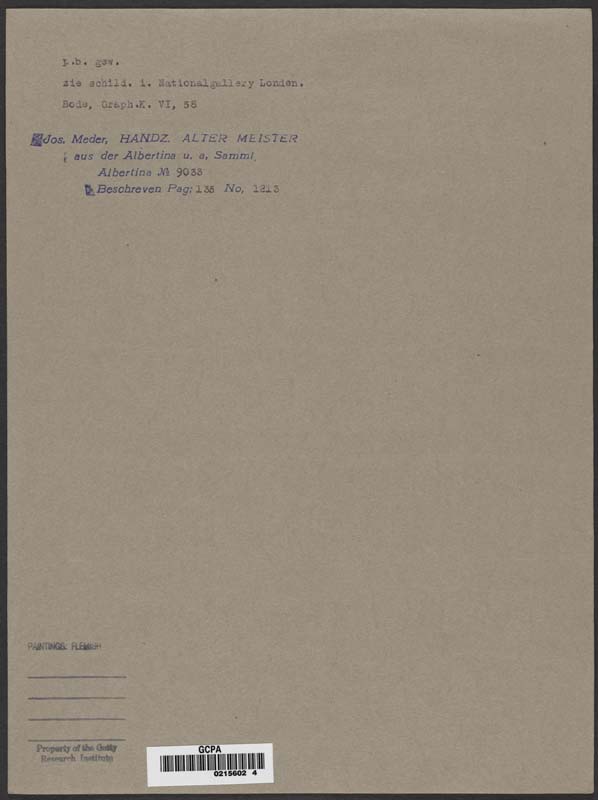 p.b. gsw.
zie schild. i. Nationalgallery Londen.
Bode, Graph.K. VI, 58
Jos. Meder, HANDZ. ALTER MEISTER
aus der Albertina u. a. Samml.
Albertina № 9033
Beschreven Pag: 135 No, 1213
PAINTINGS. FLEMISH
Property of the Getty
Research Institute
GCPA
0215602 4